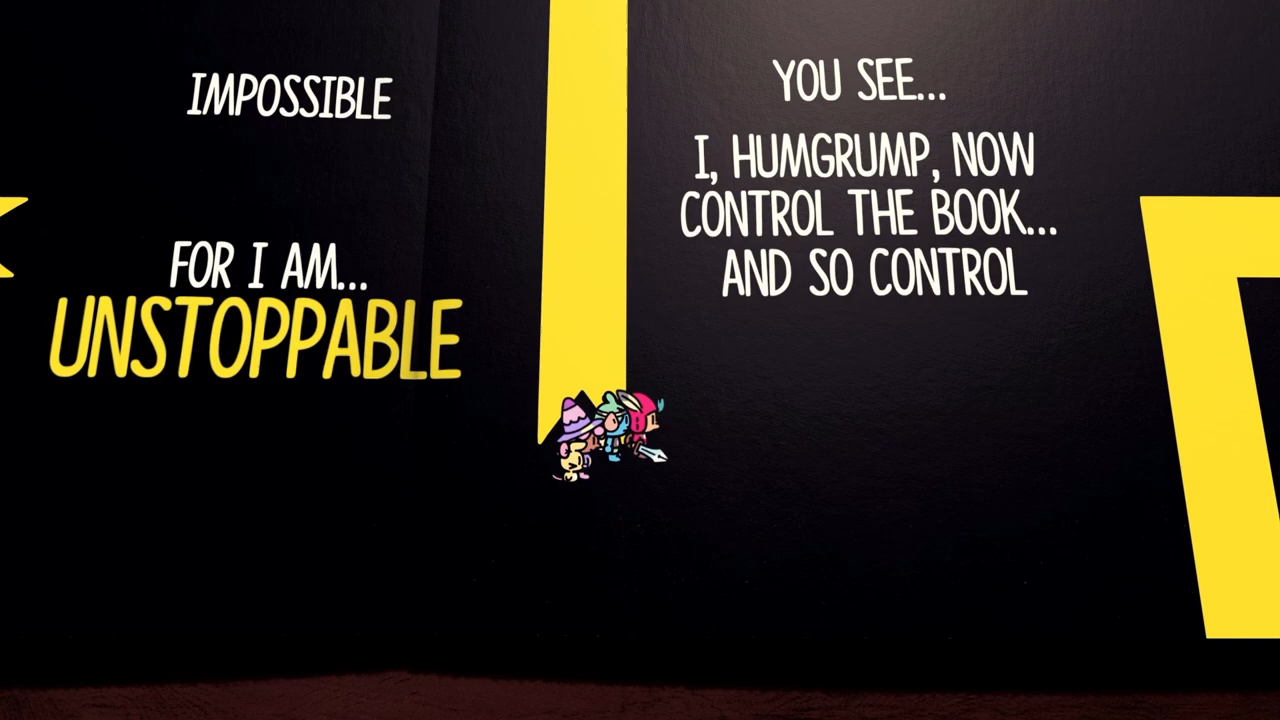 IMPOSSIBLE
FOR I AM...
UNSTOPPABLE
YOU SEE...
I, HUMGRUMP, NOW
CONTROL THE BOOK...
AND SO CONTROL